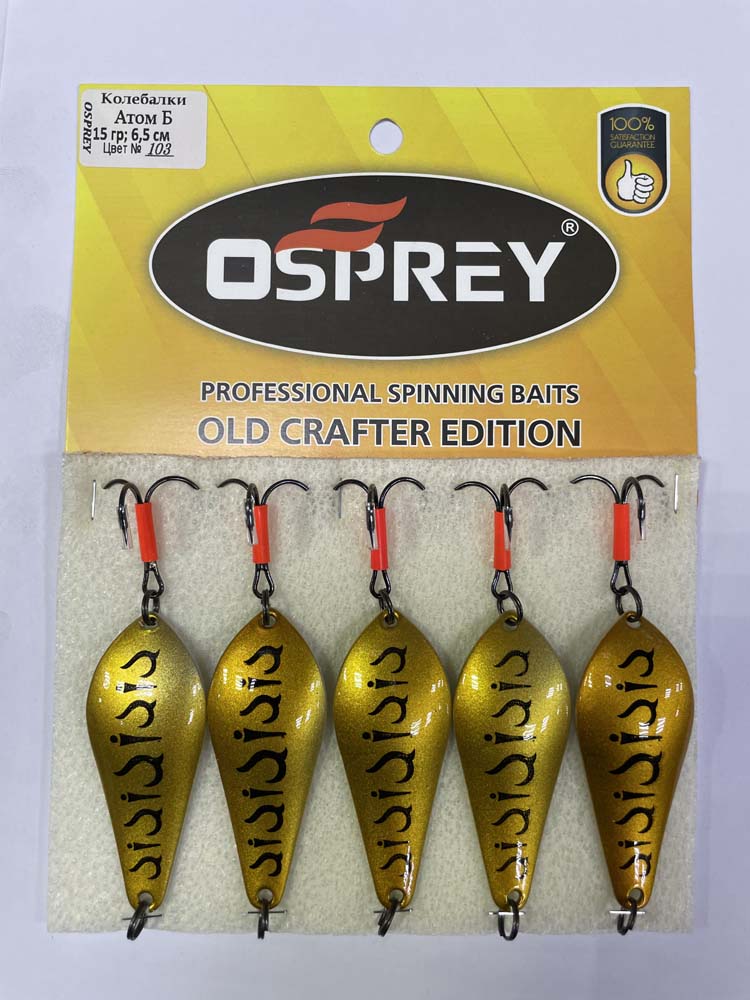 Колебалки
Атом Б
15 гр; 6,5 см
Цвет № 103
OSPREY
100%
SATISFACTION
GUARANTEE
OSPREY®
PROFESSIONAL SPINNING BAITS
OLD CRAFTER EDITION